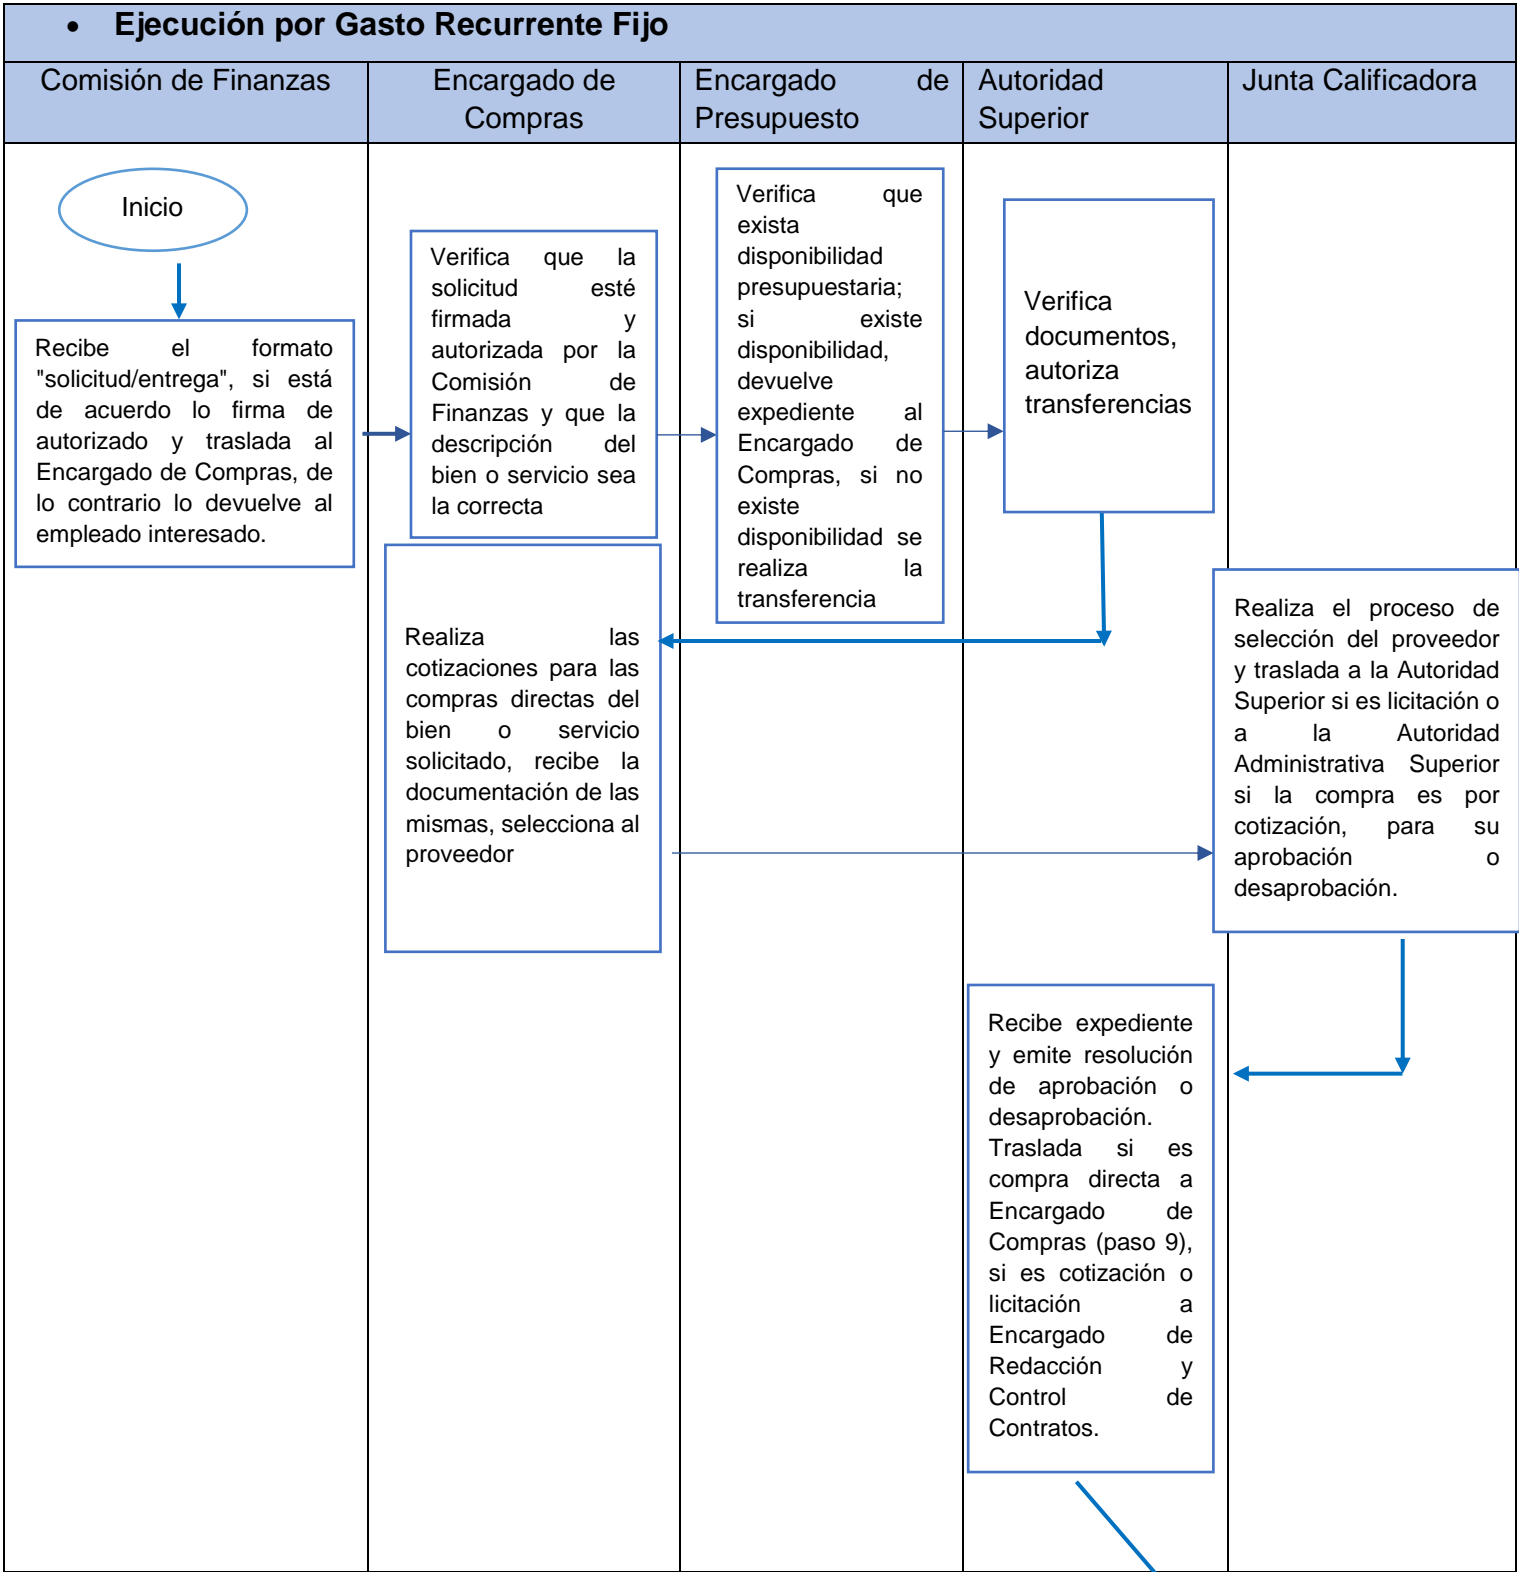 • Ejecución por Gasto Recurrente Fijo
Comisión de Finanzas
Encargado de
Compras
Encargado de
Presupuesto
Autoridad
Superior
Junta Calificadora
Inicio
Recibe el formato
"solicitud/entrega", si está
de acuerdo lo firma de
autorizado y traslada al
Encargado de Compras, de
lo contrario lo devuelve al
empleado interesado.
Verifica que la
solicitud esté
firmada y
autorizada por la
Comisión de
Finanzas y que la
descripción del
bien o servicio sea
la correcta
Verifica que
exista
disponibilidad
presupuestaria;
si existe
disponibilidad,
devuelve
expediente al
Encargado de
Compras, si no
existe
disponibilidad se
realiza la
transferencia
Verifica
documentos,
autoriza
transferencias
Realiza las
cotizaciones para las
compras directas del
bien o servicio
solicitado, recibe la
documentación de las
mismas, selecciona al
proveedor
Realiza el proceso de
selección del proveedor
y traslada a la Autoridad
Superior si es licitación o
a la Autoridad
Administrativa Superior
si la compra es por
cotización, para su
aprobación o
desaprobación.
Recibe expediente
y emite resolución
de aprobación o
desaprobación.
Traslada si es
compra directa a
Encargado de
Compras (paso 9),
si es cotización o
licitación a
Encargado de
Redacción y
Control de
Contratos.